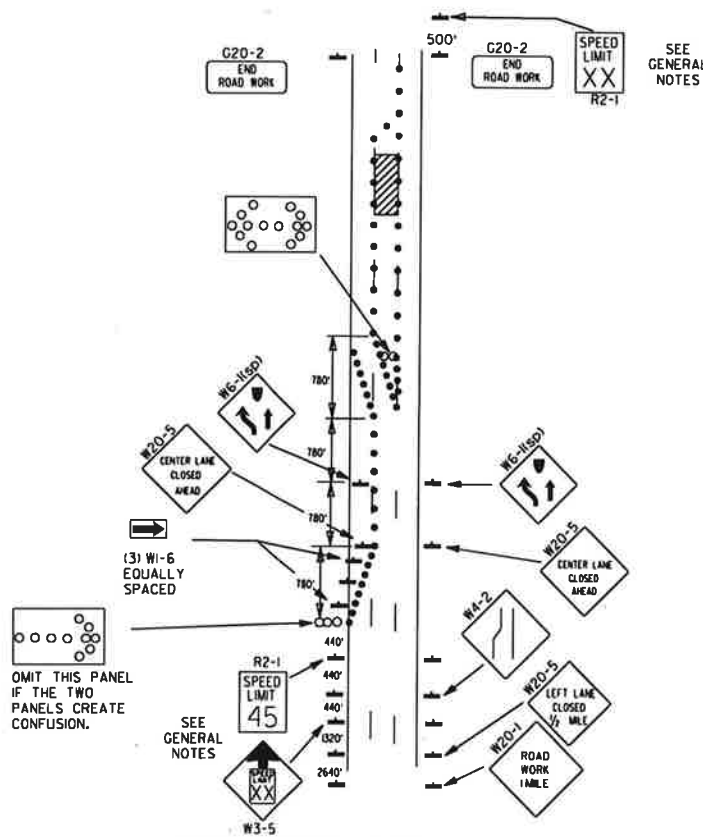 500'
G20-2
END
ROAD WORK
G20-2
END
ROAD WORK
SPEED
LIMIT
XX
R2-1
SEE
GENERAL
NOTES
780'
W6-1(sp)
780'
W20-5
CENTER LANE
CLOSED
AHEAD
780'
W6-1(sp)
(3) W1-6
EQUALLY
SPACED
780'
W20-5
CENTER LANE
CLOSED
AHEAD
W4-2
OMIT THIS PANEL
IF THE TWO
PANELS CREATE
CONFUSION.
440'
R2-1
SPEED
LIMIT
45
440'
440'
W20-5
LEFT LANE
CLOSED
1/2 MILE
SEE
GENERAL
NOTES
1320'
W20-1
ROAD
WORK
1 MILE
2640'
SPEED
LIMIT
XX
W3-5